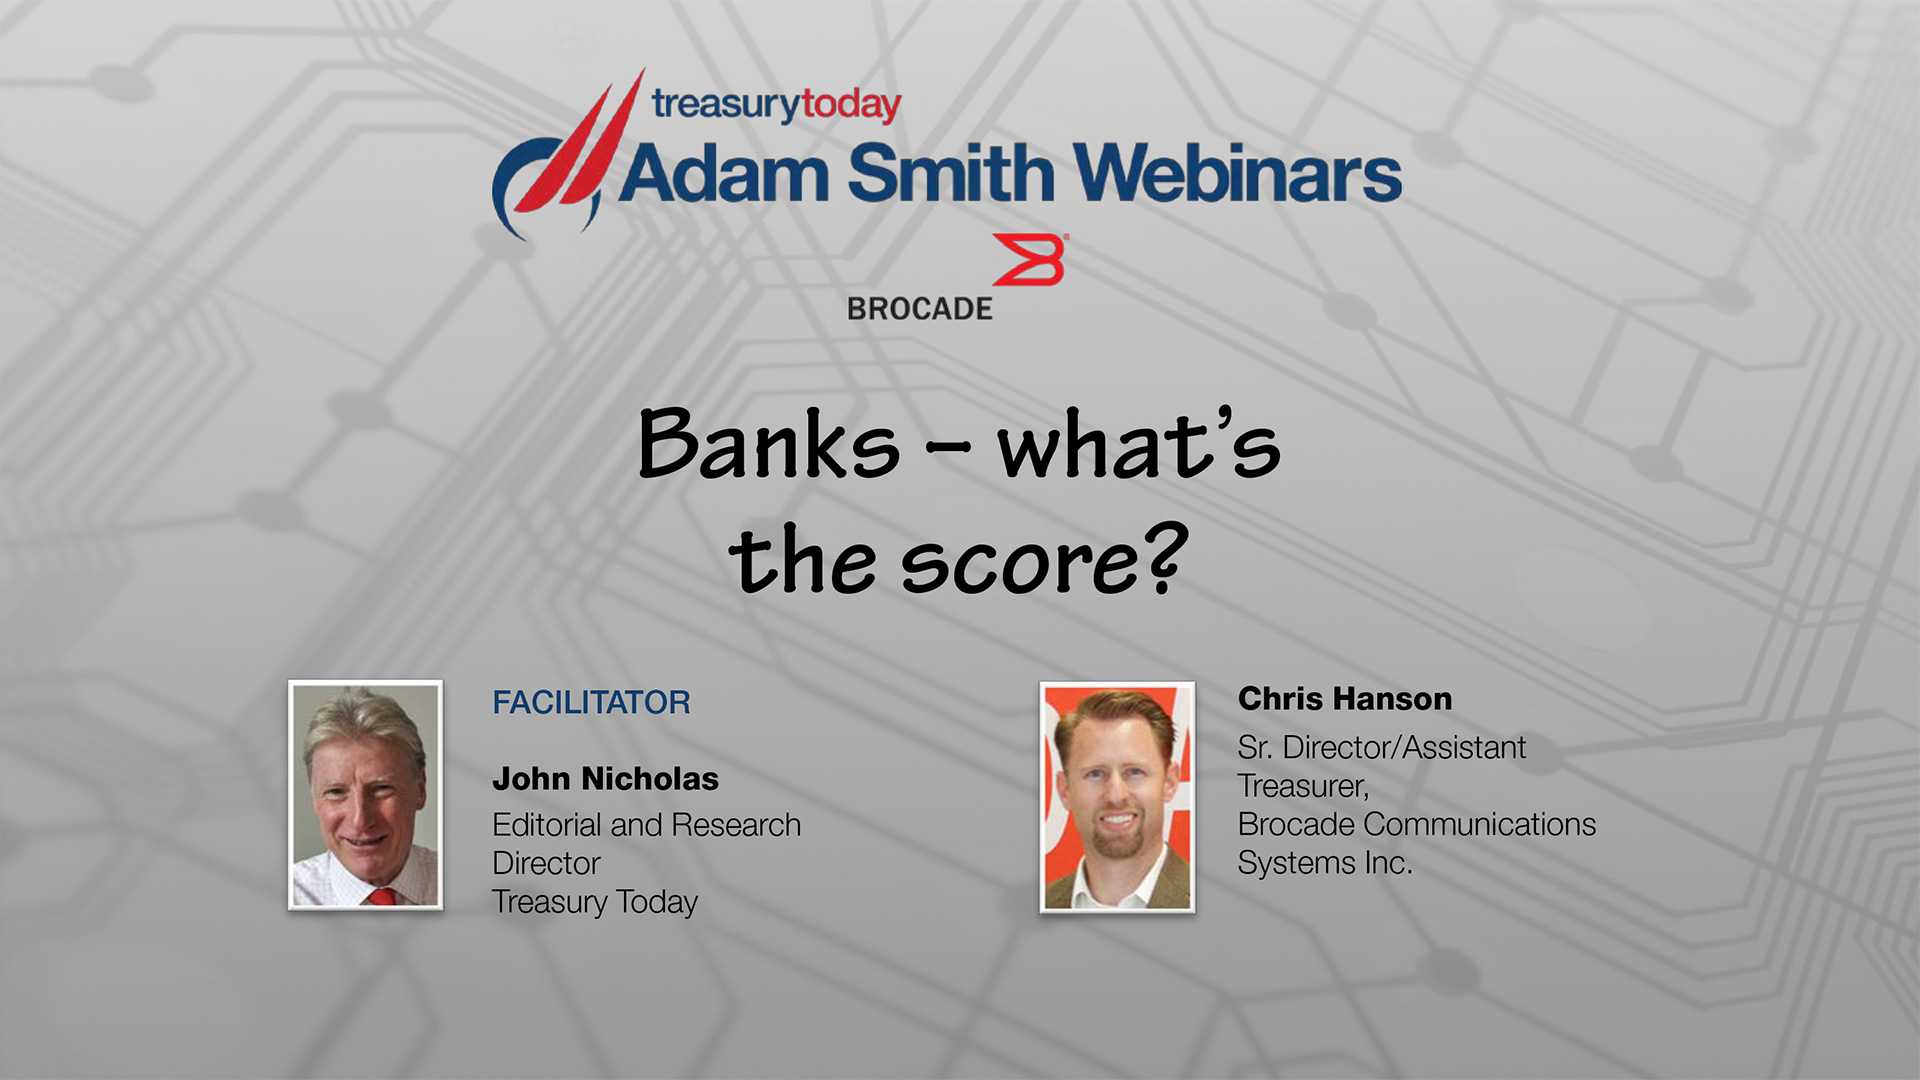 treasurytoday
Adam Smith Webinars
BROCADE
Banks – what's
the score?
FACILITATOR
John Nicholas
Editorial and Research
Director
Treasury Today
Chris Hanson
Sr. Director/Assistant
Treasurer,
Brocade Communications
Systems Inc.